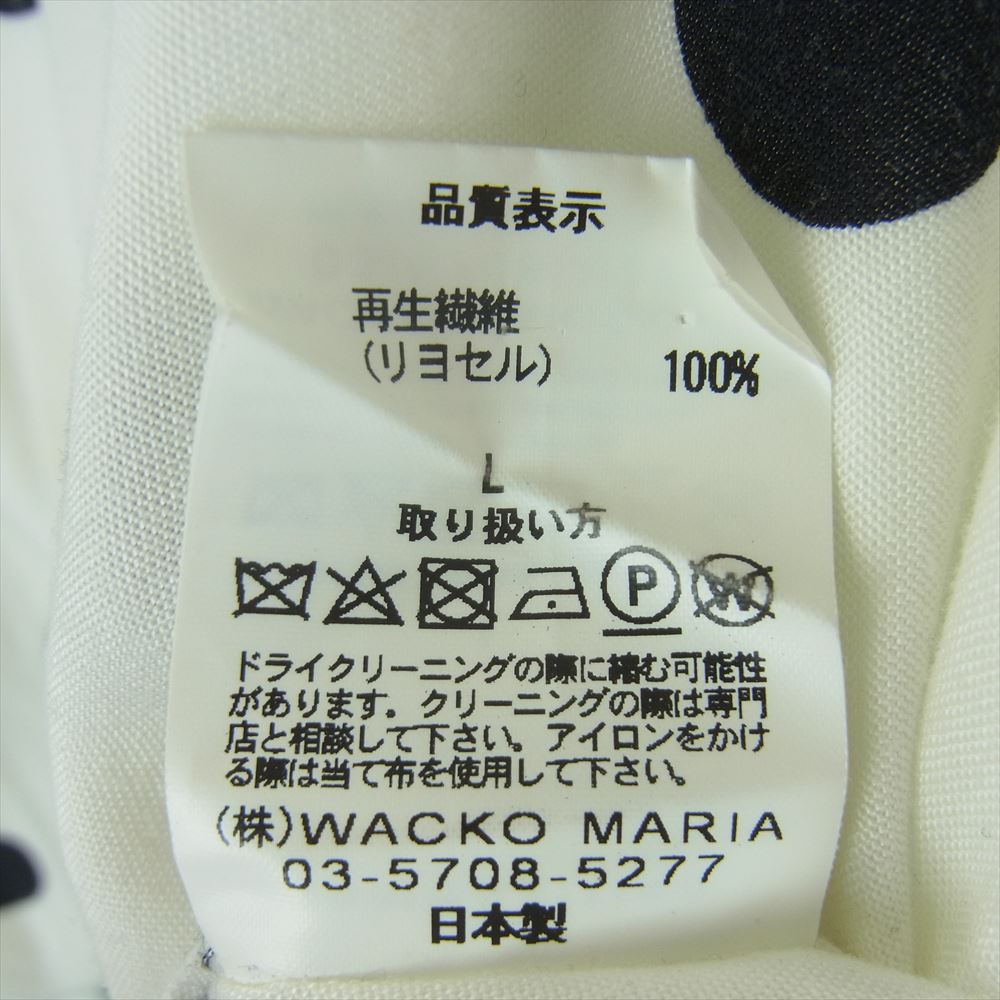 品質表示
再生繊維
(リヨセル) 100%
L
取り扱い方
P W
ドライクリーニングの際に縮む可能性
があります．クリーニングの際は専門
店と相談して下さい。アイロンをかけ
る際は当て布を使用して下さい。
(株)WACKO MARIA
03-5708-5277
日本製